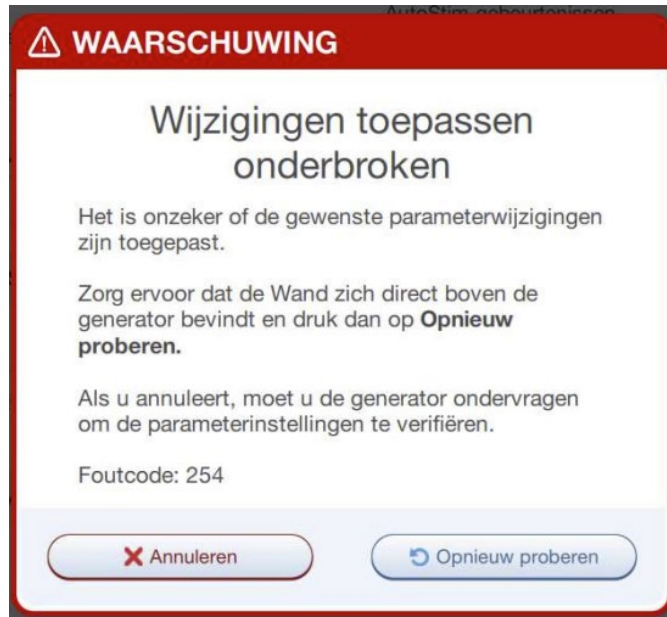 AutoStim-gebeurtenissen
WAARSCHUWING
Wijzigingen toepassen
onderbroken
Het is onzeker of de gewenste parameterwijzigingen
zijn toegepast.
Zorg ervoor dat de Wand zich direct boven de
generator bevindt en druk dan op Opnieuw
proberen.
Als u annuleert, moet u de generator ondervragen
om de parameterinstellingen te verifiëren.
Foutcode: 254
Annuleren
Opnieuw proberen